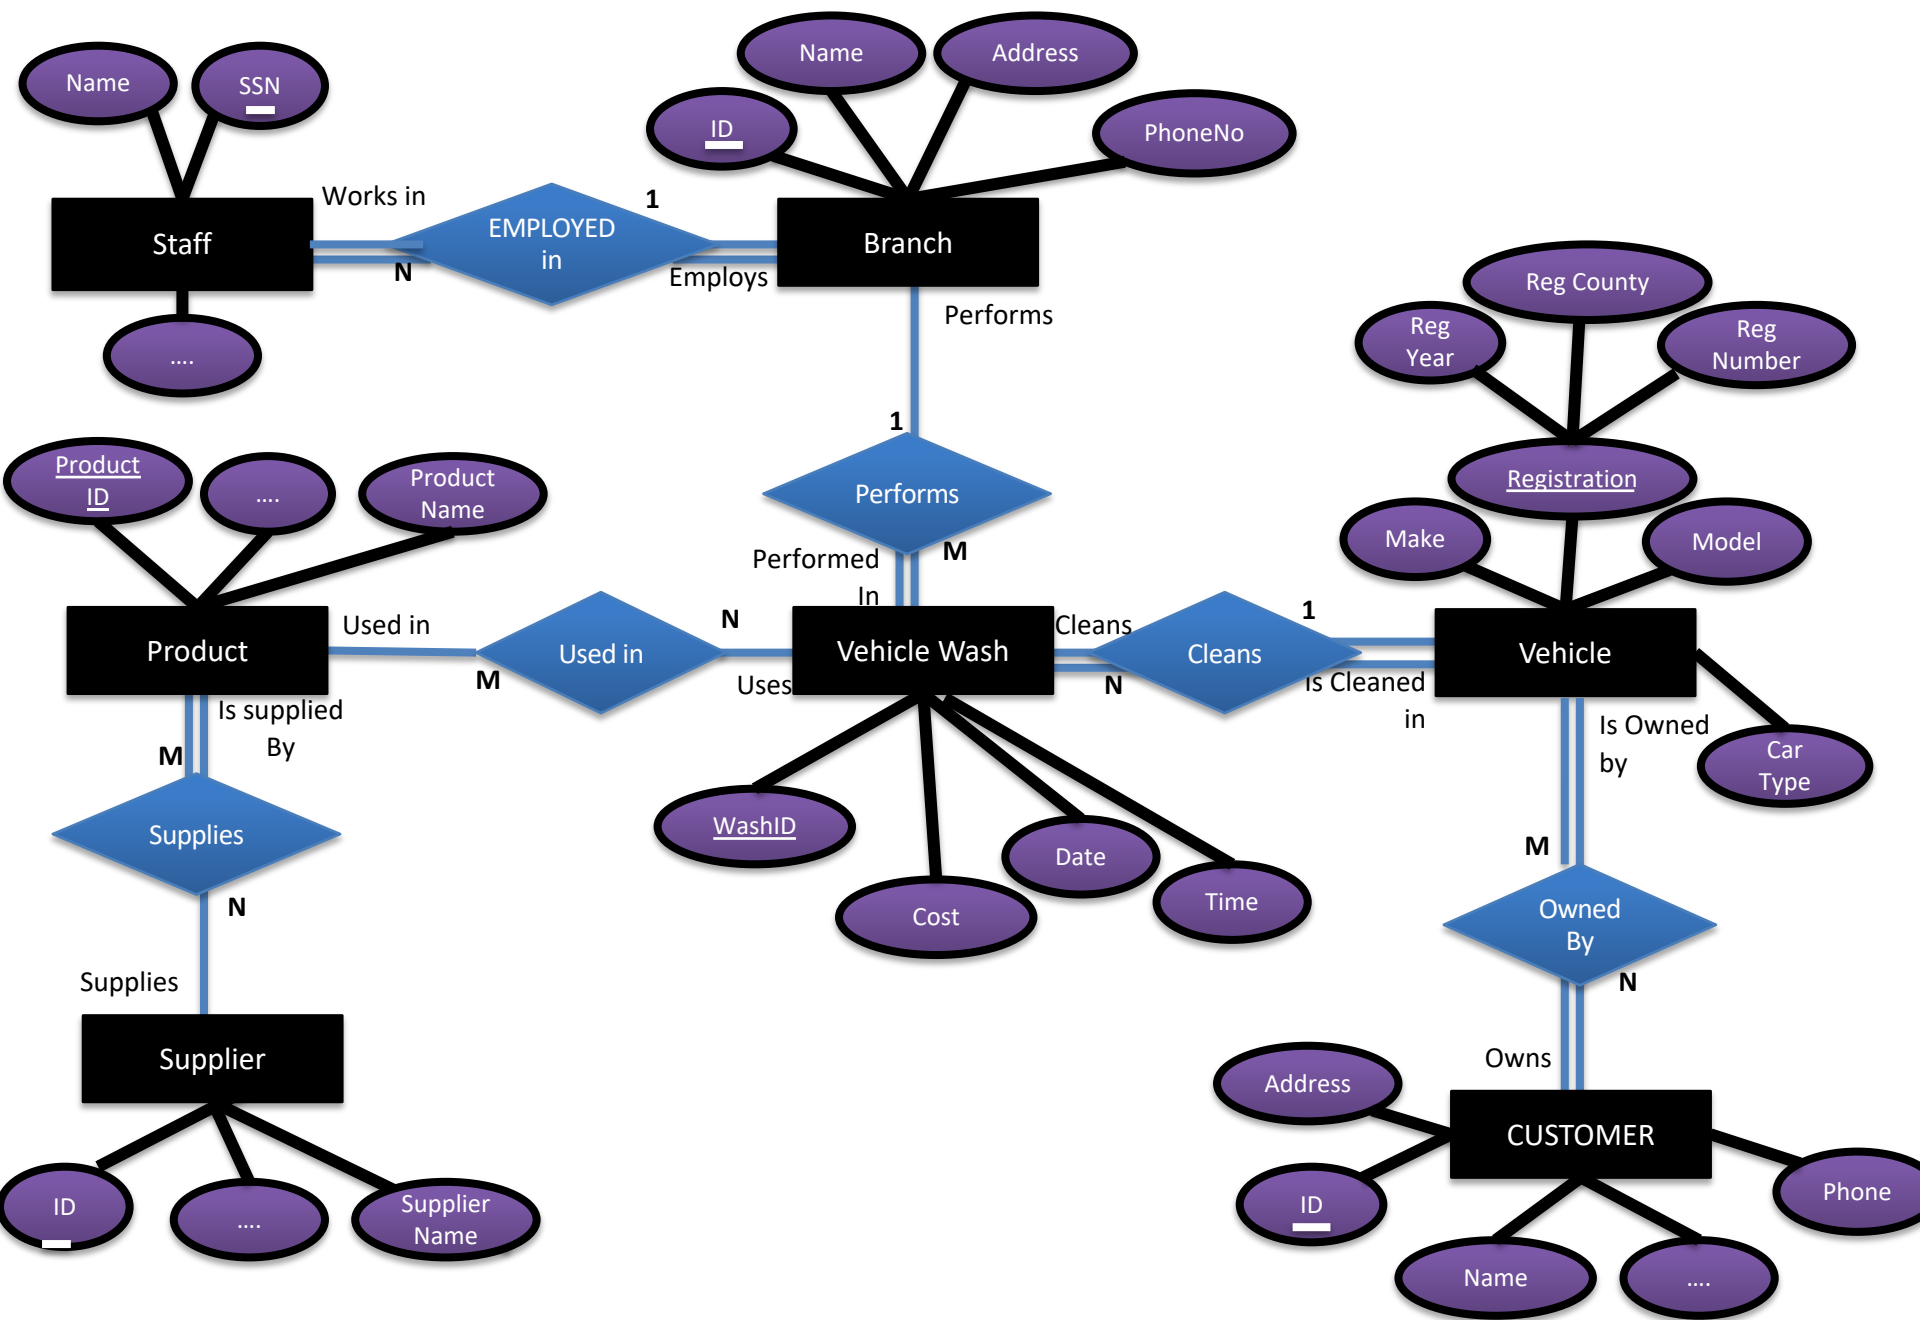 Name
SSN
Name
Address
ID
PhoneNo
Works in
1
EMPLOYED
in
Staff
Branch
N
Employs
Performs
....
Reg County
Reg
Year
Reg
Number
1
Product
ID
....
Product
Name
Performs
Registration
Make
Model
Performed
In
M
Used in
N
Cleans
1
Product
Used in
Vehicle Wash
Cleans
Vehicle
M
Uses
N
Is Cleaned
in
Is supplied
By
M
Is Owned
by
Car
Type
Supplies
WashID
Date
M
Cost
Time
N
Owned
By
Supplies
N
Supplier
Owns
Address
CUSTOMER
ID
....
Supplier
Name
ID
Phone
Name
....